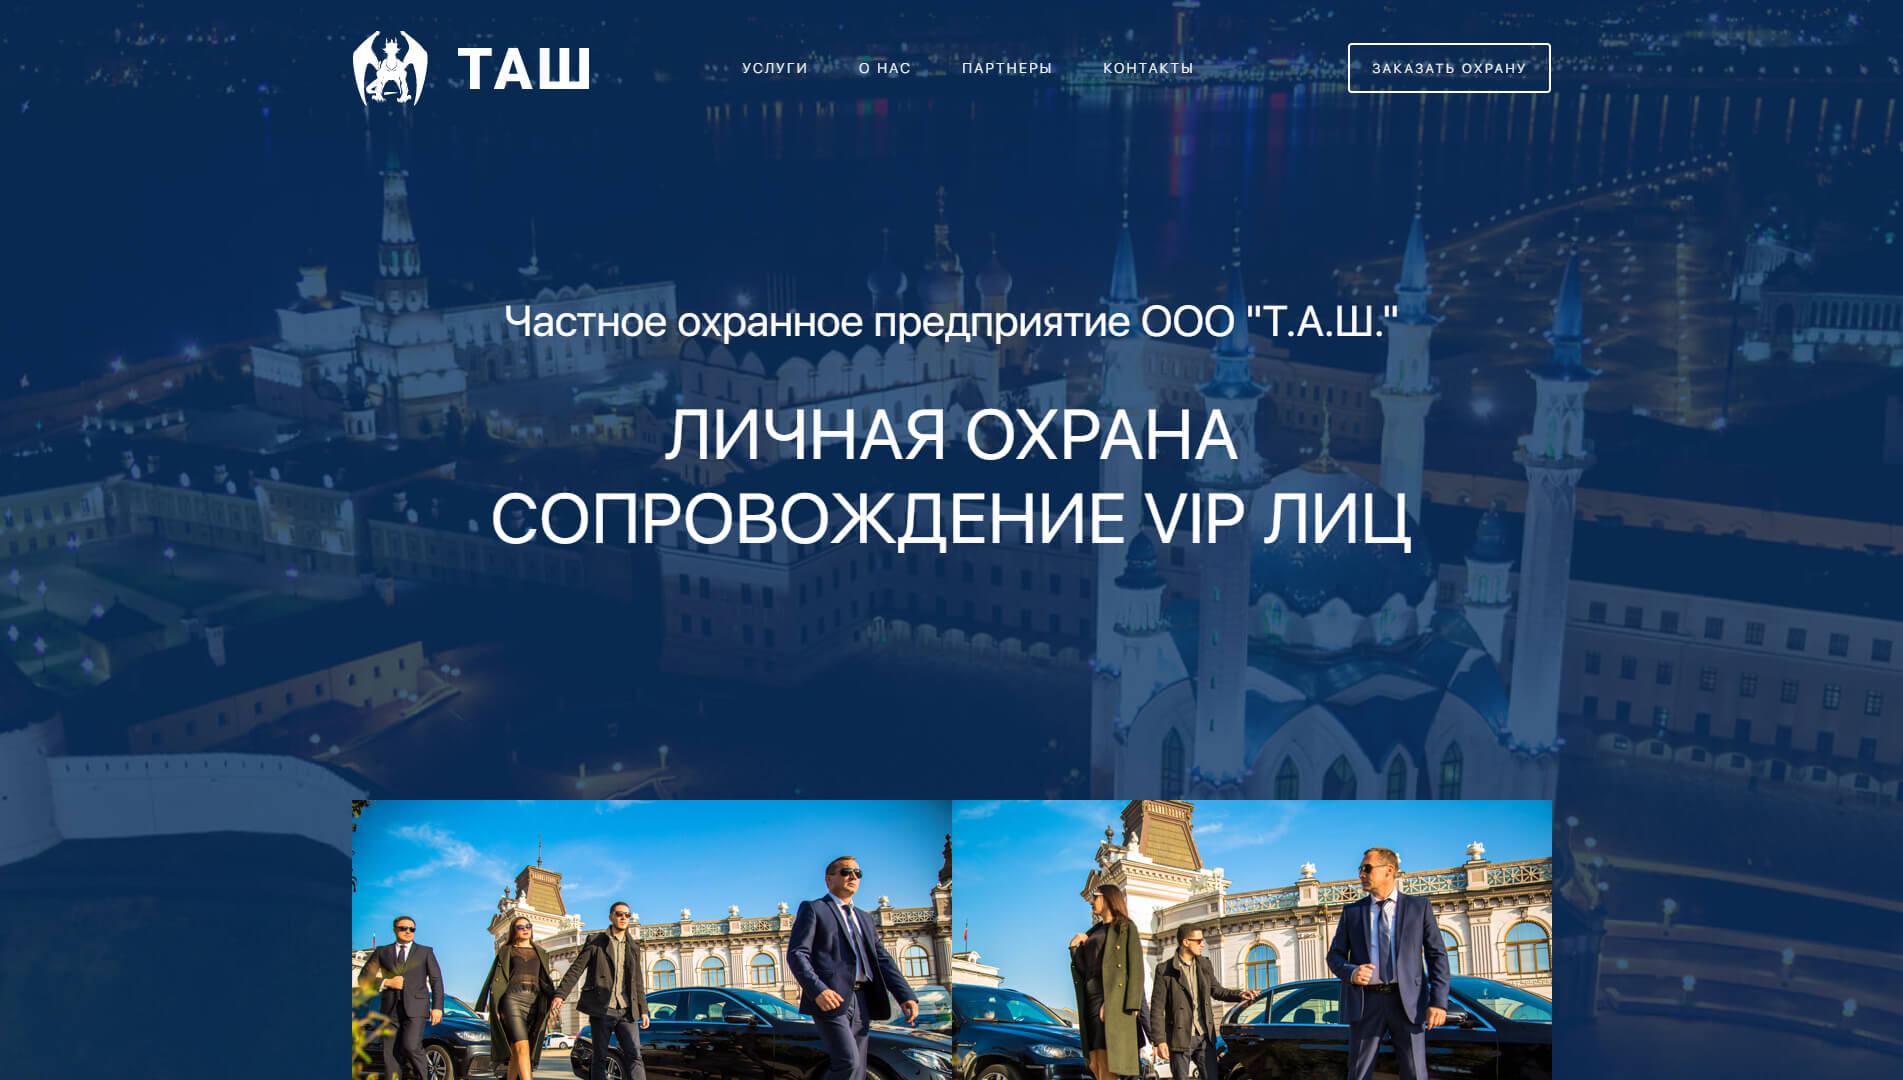 ТАШ
УСЛУГИ
О НАС
ПАРТНЕРЫ
КОНТАКТЫ
ЗАКАЗАТЬ ОХРАНУ
Частное охранное предприятие ООО "Т.А.Ш."
ЛИЧНАЯ ОХРАНА
СОПРОВОЖДЕНИЕ VIP ЛИЦ